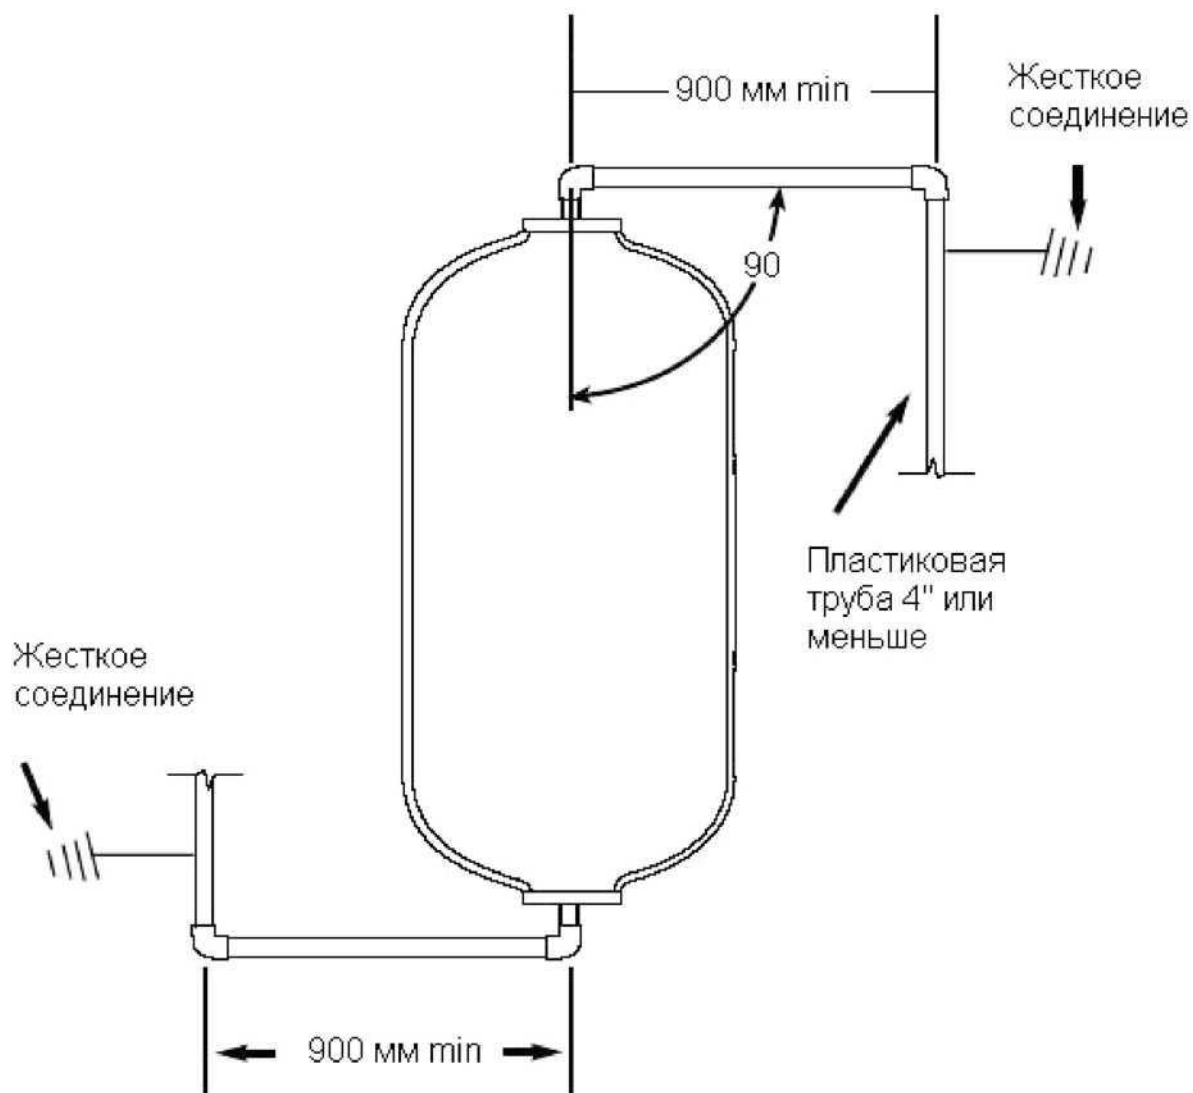 900 мм min
Жесткое
соединение
90
Пластиковая
труба 4" или
меньше
Жесткое
соединение
900 мм min